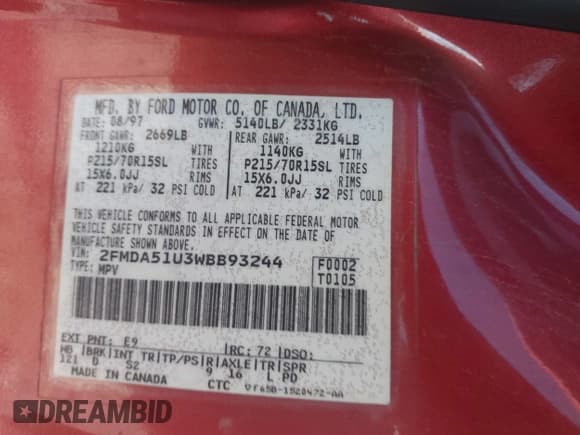 MFD. BY FORD MOTOR CO. OF CANADA, LTD.
DATE: 08/97 GVWR: 5140LB/ 2331KG
FRONT GAWR: 2669LB REAR GAWR: 2514LB
1210KG WITH 1140KG WITH
P215/70R15SL TIRES P215/70R15SL TIRES
15X6.0JJ RIMS 15X6.0JJ RIMS
AT 221 kPa/ 32 PSI COLD AT 221 kPa/ 32 PSI COLD
THIS VEHICLE CONFORMS TO ALL APPLICABLE FEDERAL MOTOR
VEHICLE SAFETY STANDARDS IN EFFECT ON THE DATE OF
MANUFACTURE SHOWN ABOVE.
VIN: 2FMDA51U3WBB93244 F0002
TYPE: MPV T0105
EXT PNT: E9 RC: 72 DSO:
WB BRK INT TR TP/PS R AXLE TR SPR
121 D S2 9 16 L PD
MADE IN CANADA CTC F65B-1520472-AA
DREAMBID